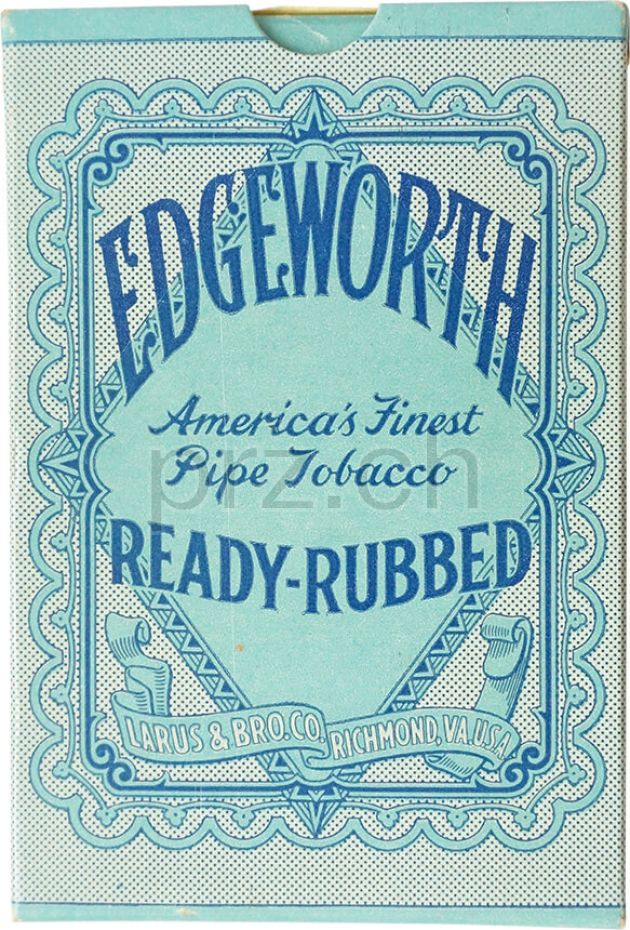 EDGEWORTH
America's Finest
Pipe Tobacco
prz.ch
READY-RUBBED
LARUS & BRO. CO. RICHMOND, VA. U.S.A.